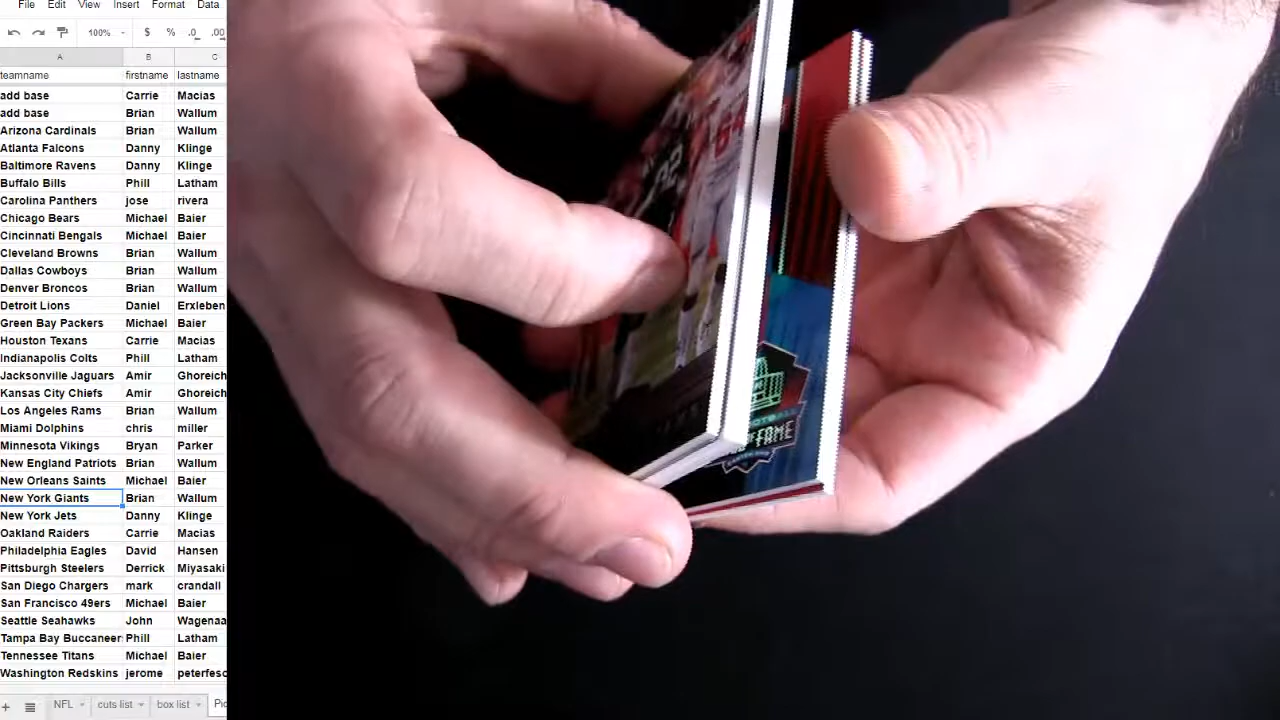 File Edit View Insert Format Data
100% $ % .0 .00
A B C
teamname firstname lastname
add base Carrie Macias
add base Brian Wallum
Arizona Cardinals Brian Wallum
Atlanta Falcons Danny Klinge
Baltimore Ravens Danny Klinge
Buffalo Bills Phill Latham
Carolina Panthers jose rivera
Chicago Bears Michael Baier
Cincinnati Bengals Michael Baier
Cleveland Browns Brian Wallum
Dallas Cowboys Brian Wallum
Denver Broncos Brian Wallum
Detroit Lions Daniel Erxleben
Green Bay Packers Michael Baier
Houston Texans Carrie Macias
Indianapolis Colts Phill Latham
Jacksonville Jaguars Amir Ghoreich
Kansas City Chiefs Amir Ghoreich
Los Angeles Rams Brian Wallum
Miami Dolphins chris miller
Minnesota Vikings Bryan Parker
New England Patriots Brian Wallum
New Orleans Saints Michael Baier
New York Giants Brian Wallum
New York Jets Danny Klinge
Oakland Raiders Carrie Macias
Philadelphia Eagles David Hansen
Pittsburgh Steelers Derrick Miyasaki
San Diego Chargers mark crandall
San Francisco 49ers Michael Baier
Seattle Seahawks John Wagenaa
Tampa Bay Buccaneer Phill Latham
Tennessee Titans Michael Baier
Washington Redskins jerome peterfeso
NFL cuts list box list Pic